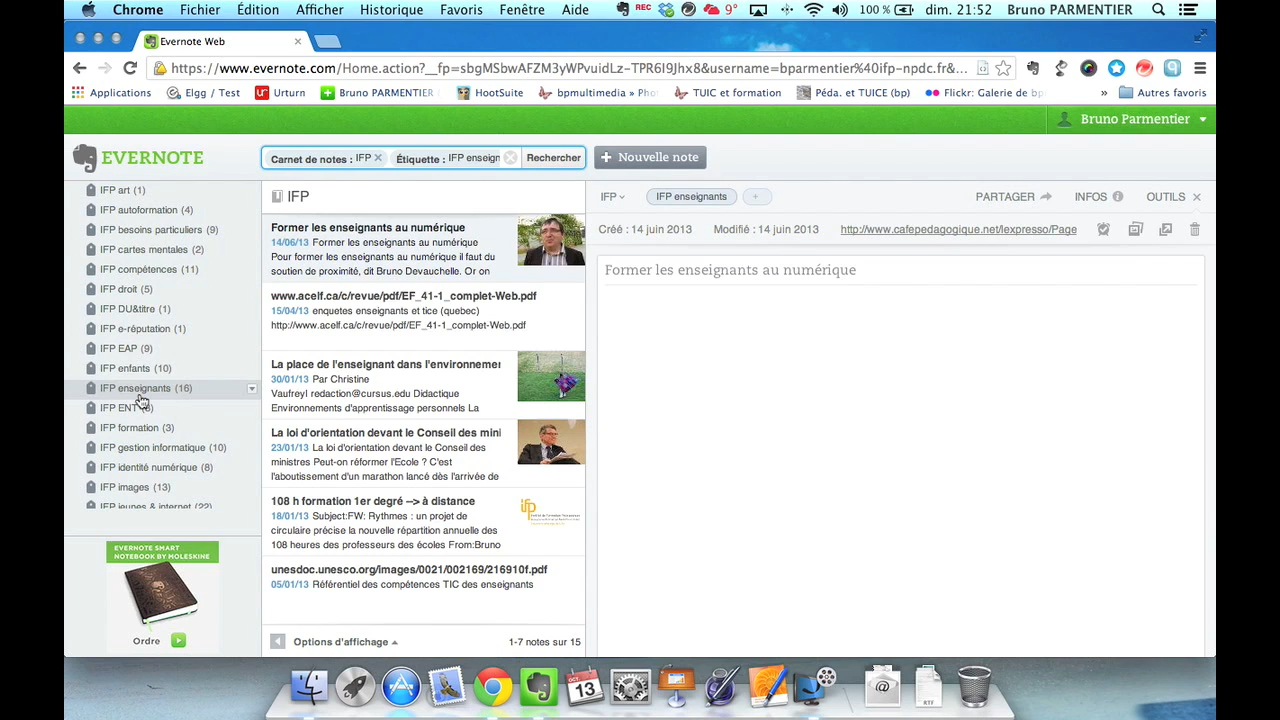 Chrome Fichier Édition Afficher Historique Favoris Fenêtre Aide REC 9° 100 % dim. 21:52 Bruno PARMENTIER
Evernote Web
https://www.evernote.com/Home.action?__fp=sbgMShvAFZM3yWPvuidLz-TPR6I9Jhx8&username=bparmentier%40ifp-npdc.fr&...
Applications Elgg / Test Urturn Bruno PARMENTIER HootSuite bpmultimedia » Pho TUIC et formation Péda. et TUICE (bp) Flickr: Galerie de bp » Autres favoris
Bruno Parmentier
EVERNOTE Carnet de notes : IFP Étiquette : IFP enseign Rechercher + Nouvelle note
IFP art (1)
IFP autoformation (4)
IFP besoins particuliers (9)
IFP cartes mentales (2)
IFP compétences (11)
IFP droit (5)
IFP DU&titre (1)
IFP e-réputation (1)
IFP EAP (9)
IFP enfants (10)
IFP enseignants (16)
IFP ENT
IFP formation (3)
IFP gestion informatique (10)
IFP identité numérique (8)
IFP images (13)
IFP jeunes & internet (22)
EVERNOTE SMART
NOTEBOOK BY MOLESKINE
Ordre
IFP
Former les enseignants au numérique
14/06/13 Former les enseignants au numérique
Pour former les enseignants au numérique il faut du
soutien de proximité, dit Bruno Devauchelle. Or on
www.acelf.ca/c/revue/pdf/EF_41-1_complet-Web.pdf
15/04/13 enquetes enseignants et tice (quebec)
http://www.acelf.ca/c/revue/pdf/EF_41-1_complet-Web.pdf
La place de l'enseignant dans l'environnemen
30/01/13 Par Christine
Vaufreyl redaction@cursus.edu Didactique
Environnements d'apprentissage personnels La
La loi d'orientation devant le Conseil des mini
23/01/13 La loi d'orientation devant le Conseil des
ministres Peut-on réformer l'Ecole ? C'est
l'aboutissement d'un marathon lancé dès l'arrivée de
108 h formation 1er degré --> à distance
18/01/13 Subject:FW: Rythmes : un projet de
circulaire précise la nouvelle répartition annuelle des
108 heures des professeurs des écoles From:Bruno
ifp
unesdoc.unesco.org/images/0021/002169/216910f.pdf
05/01/13 Référentiel des compétences TIC des enseignants
Options d'affichage 1-7 notes sur 15
IFP IFP enseignants + PARTAGER INFOS OUTILS
Créé : 14 juin 2013 Modifié : 14 juin 2013 http://www.cafepedagogique.net/lexpresso/Page
Former les enseignants au numérique
OCT
13
RTF